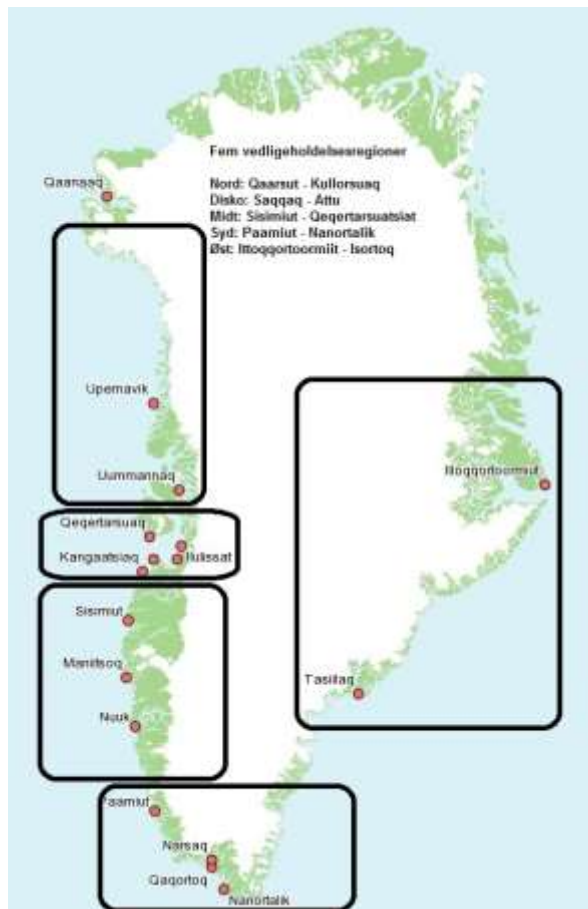 Fem vedligeholdelsesregioner
Qaanaaq
Nord: Qaarsut - Kullorsuaq
Disko: Saqqaq - Attu
Midt: Sisimiut - Qeqertarsuatsiat
Syd: Paamiut - Nanortalik
Øst: Ittoqqortoormiit - Isortoq
Upernavik
Uummannaq
Ittoqqortoormiut
Qeqertarsuaq
Kangaatsiaq
Ilulissat
Sisimiut
Maniitsoq
Tasiilaq
Nuuk
Paamiut
Narsaq
Qaqortoq
Nanortalik